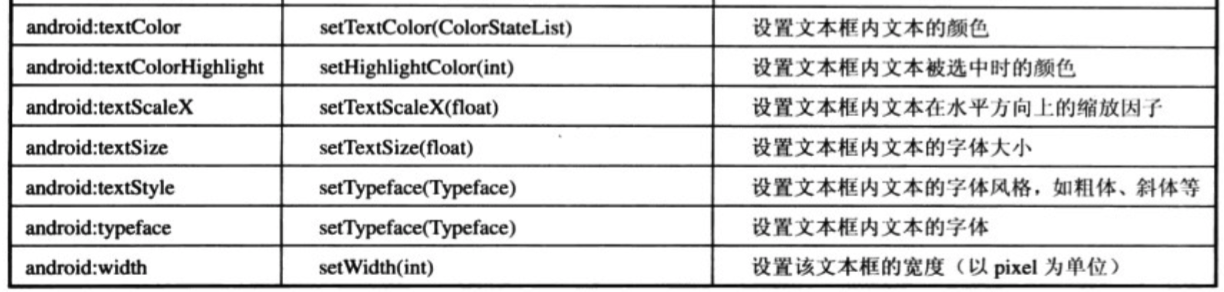 android:textColor setTextColor(ColorStateList) 设置文本框内文本的颜色
android:textColorHighlight setHighlightColor(int) 设置文本框内文本被选中时的颜色
android:textScaleX setTextScaleX(float) 设置文本框内文本在水平方向上的缩放因子
android:textSize setTextSize(float) 设置文本框内文本的字体大小
android:textStyle setTypeface(Typeface) 设置文本框内文本的字体风格，如粗体、斜体等
android:typeface setTypeface(Typeface) 设置文本框内文本的字体
android:width setWidth(int) 设置该文本框的宽度（以 pixel 为单位）